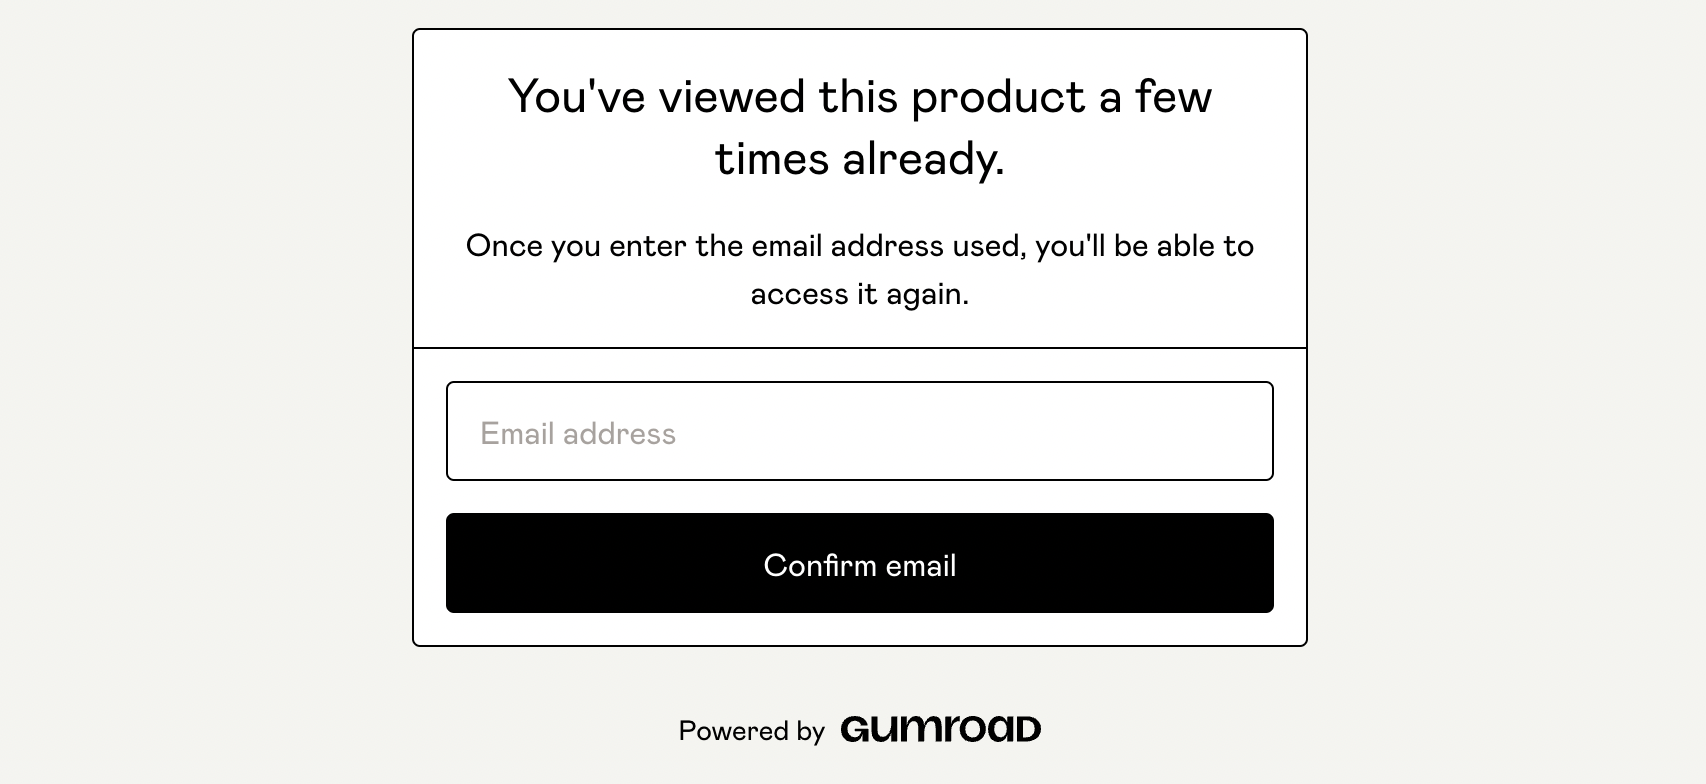 You've viewed this product a few
times already.
Once you enter the email address used, you'll be able to
access it again.
Email address
Confirm email
Powered by GUMROAD